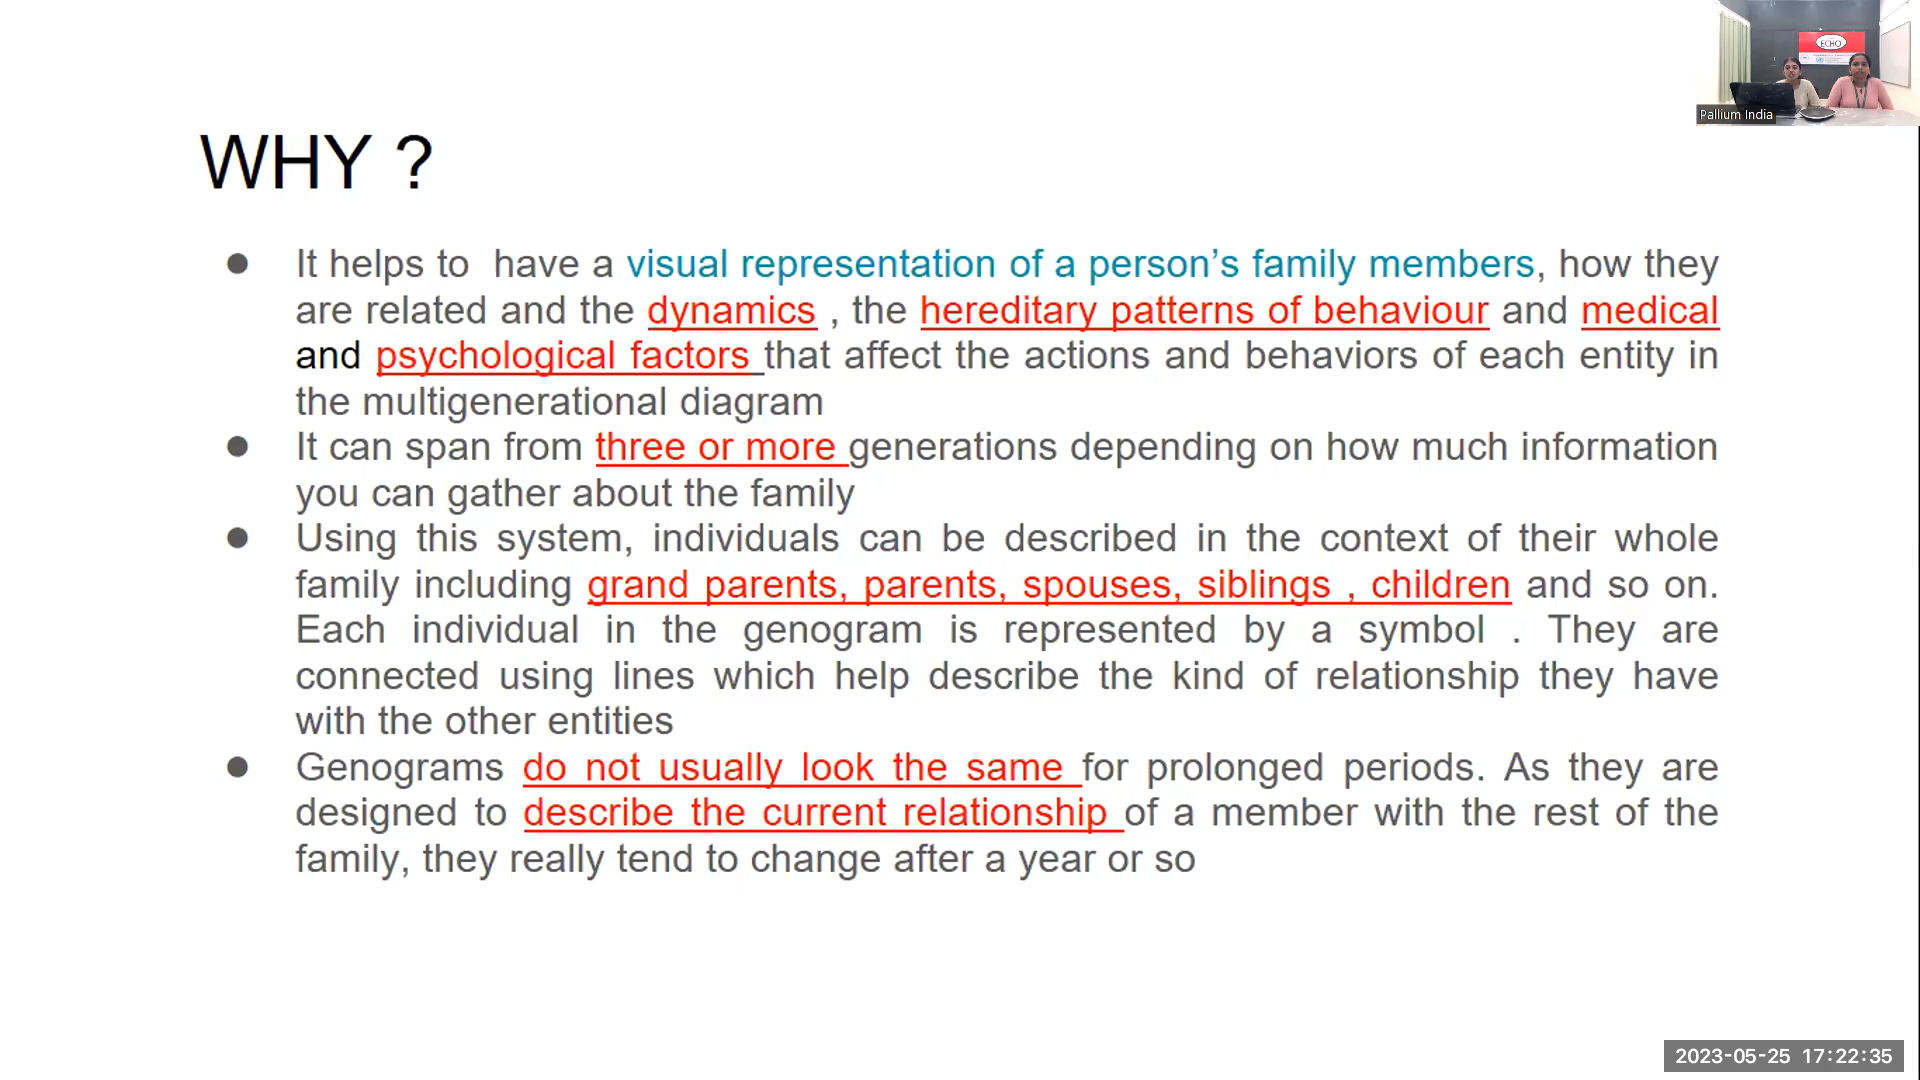 ECHO
Pallium India
WHY ?
● It helps to have a visual representation of a person’s family members, how they
are related and the dynamics , the hereditary patterns of behaviour and medical
and psychological factors that affect the actions and behaviors of each entity in
the multigenerational diagram
● It can span from three or more generations depending on how much information
you can gather about the family
● Using this system, individuals can be described in the context of their whole
family including grand parents, parents, spouses, siblings , children and so on.
Each individual in the genogram is represented by a symbol . They are
connected using lines which help describe the kind of relationship they have
with the other entities
● Genograms do not usually look the same for prolonged periods. As they are
designed to describe the current relationship of a member with the rest of the
family, they really tend to change after a year or so
2023-05-25 17:22:35